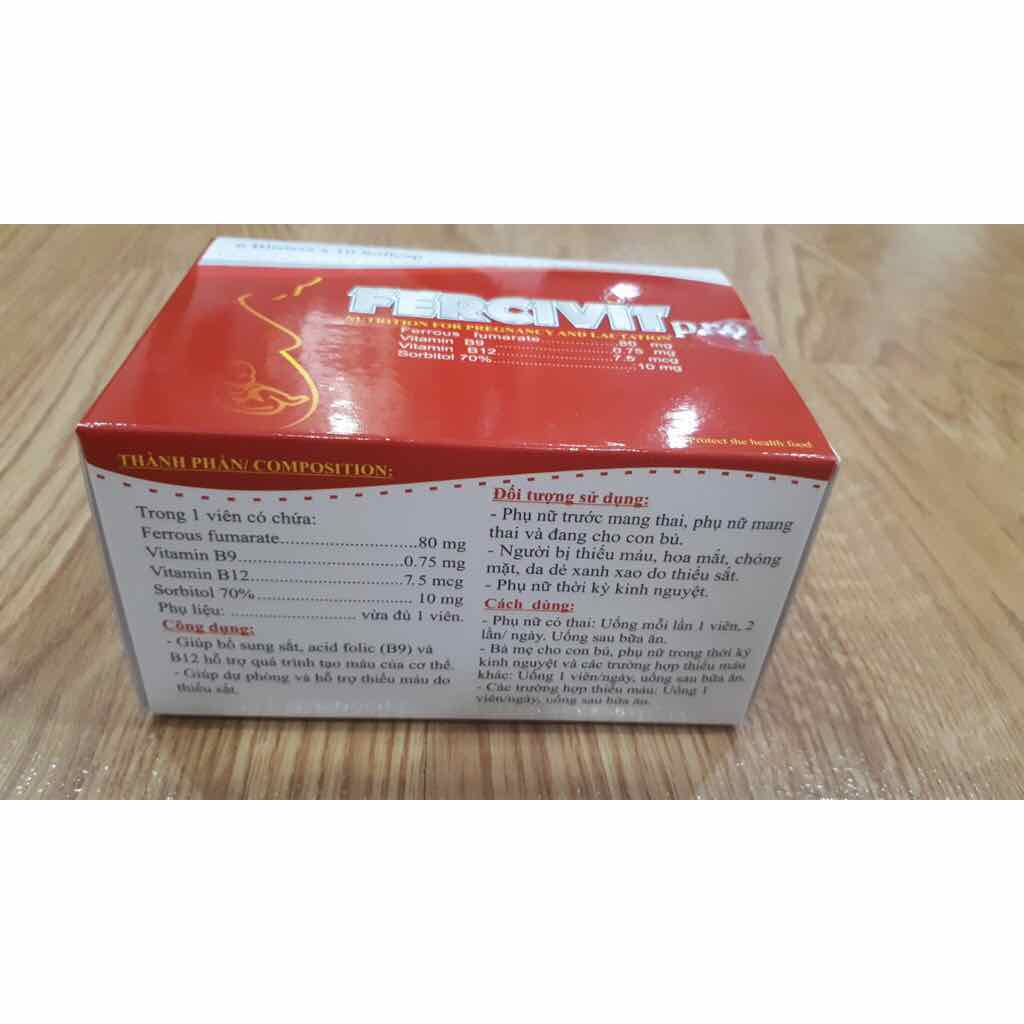 6 Blisters x 10 Softcap
FERCIVIT pro
NUTRITION FOR PREGNANCY AND LACTATION
Ferrous fumarate..................80 mg
Vitamin B9..................0.75 mg
Vitamin B12..................7.5 mcg
Sorbitol 70%..................10 mg
Protect the health food
THÀNH PHẦN/ COMPOSITION:
Trong 1 viên có chứa:
Ferrous fumarate..................80 mg
Vitamin B9..................0.75 mg
Vitamin B12..................7.5 mcg
Sorbitol 70%.................. 10 mg
Phụ liệu: .................. vừa đủ 1 viên.
Công dụng:
- Giúp bổ sung sắt, acid folic (B9) và
B12 hỗ trợ quá trình tạo máu của cơ thể.
- Giúp dự phòng và hỗ trợ thiếu máu do
thiếu sắt.
Đối tượng sử dụng:
- Phụ nữ trước mang thai, phụ nữ mang
thai và đang cho con bú.
- Người bị thiếu máu, hoa mắt, chóng
mặt, da dẻ xanh xao do thiếu sắt.
- Phụ nữ thời kỳ kinh nguyệt.
Cách dùng:
- Phụ nữ có thai: Uống mỗi lần 1 viên, 2
lần/ ngày. Uống sau bữa ăn.
- Bà mẹ cho con bú, phụ nữ trong thời kỳ
kinh nguyệt và các trường hợp thiếu máu
khác: Uống 1 viên/ngày, uống sau bữa ăn.
- Các trường hợp thiếu máu: Uống 1
viên/ngày, uống sau bữa ăn.